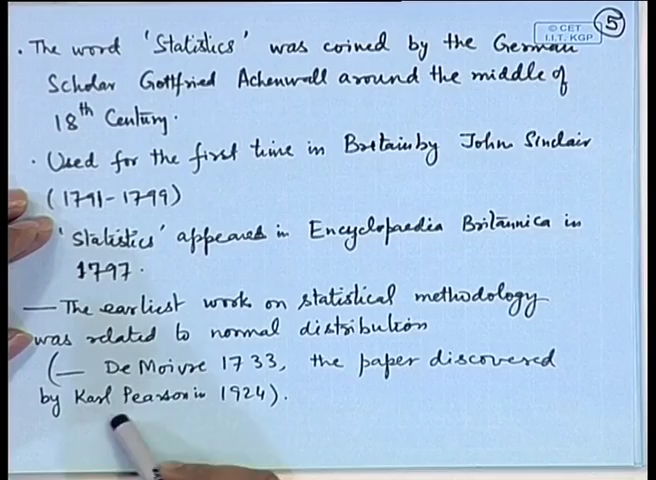 5
© CET
I.I.T. KGP
. The word 'Statistics' was coined by the German
Scholar Gottfried Achenwall around the middle of
18th Century.
. Used for the first time in Britain by John Sinclair
(1791-1799)
'Statistics' appeares in Encyclopaedia Britannica in
1797.
— The earliest work on statistical methodology
was related to normal distribution
(— De Moivre 1733, the paper discovered
by Karl Pearson in 1924).